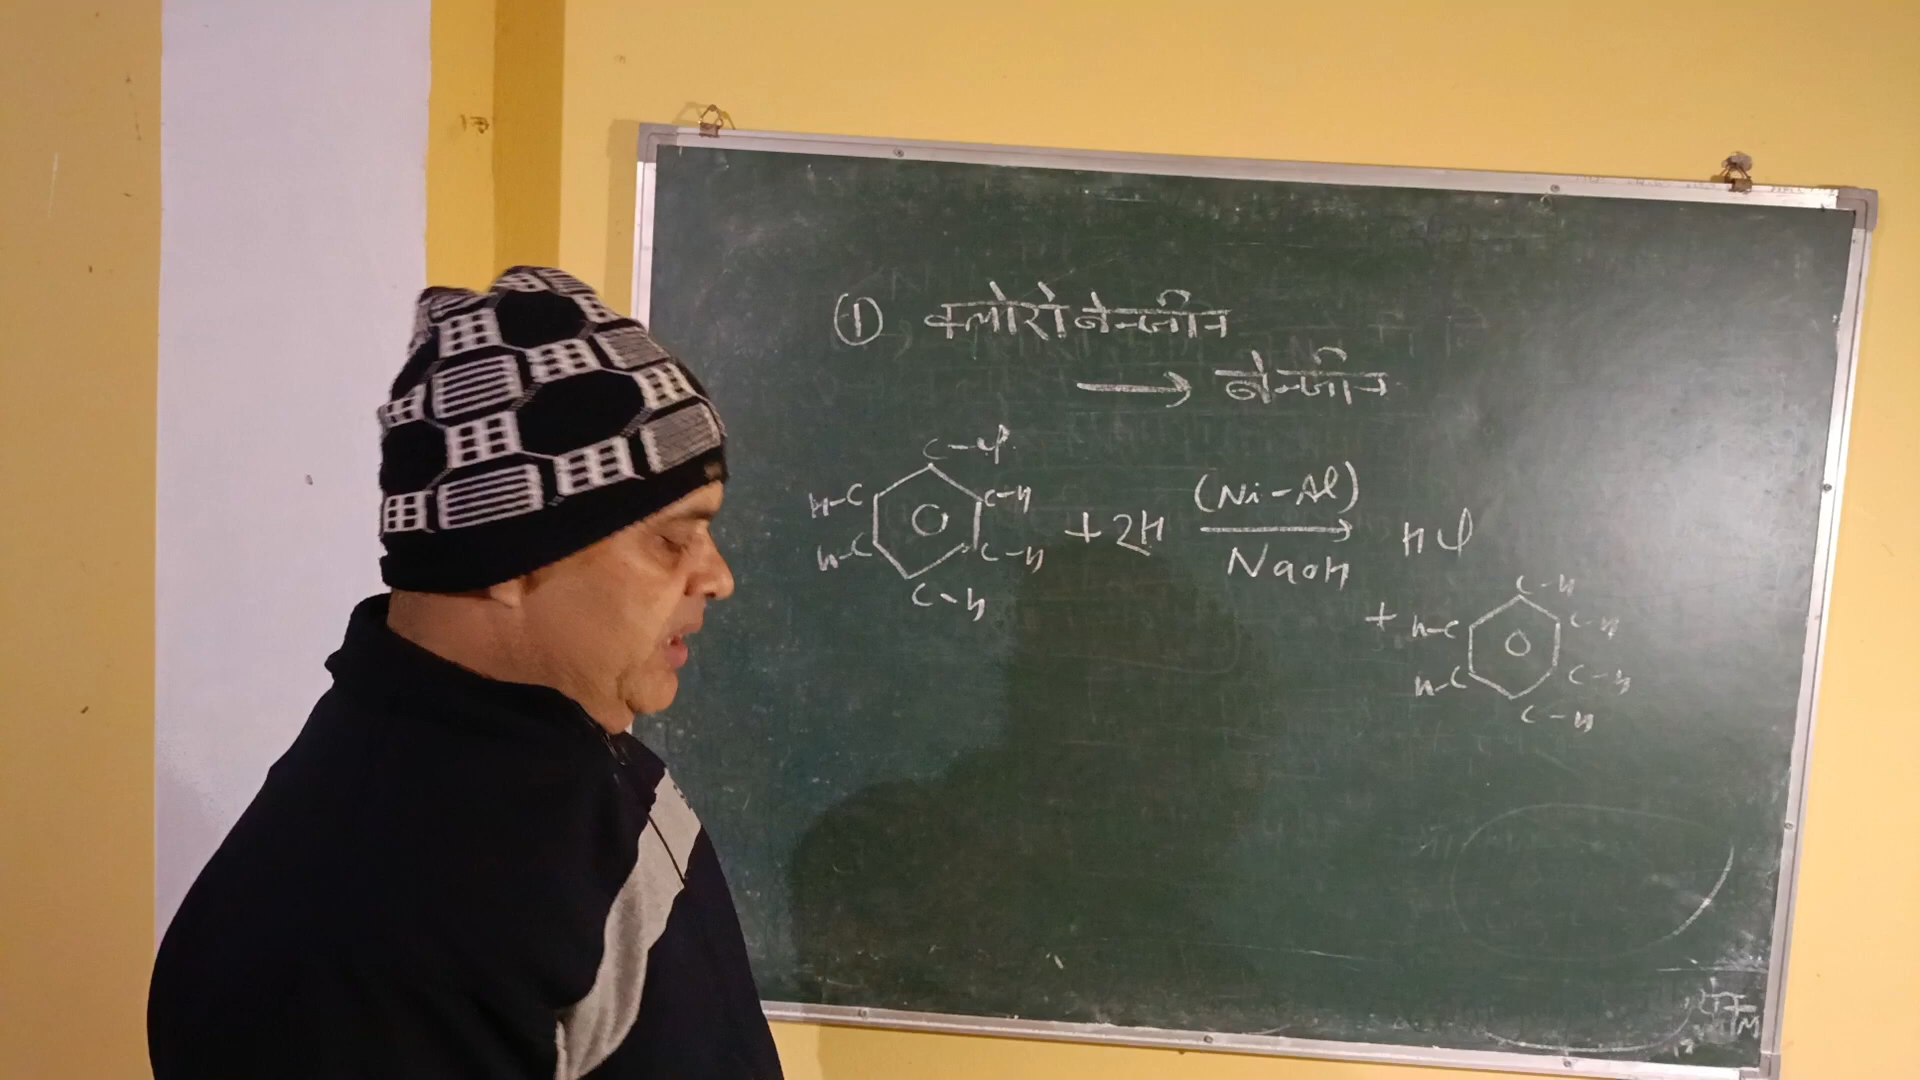 ① क्लोरोबेन्जीन
⟶ बेन्जीन
C-Cl
H-C C-H
H-C C-H
C-H
+ 2H
(Ni-Al)
NaOH
HCl
+
C-H
H-C C-H
H-C C-H
C-H